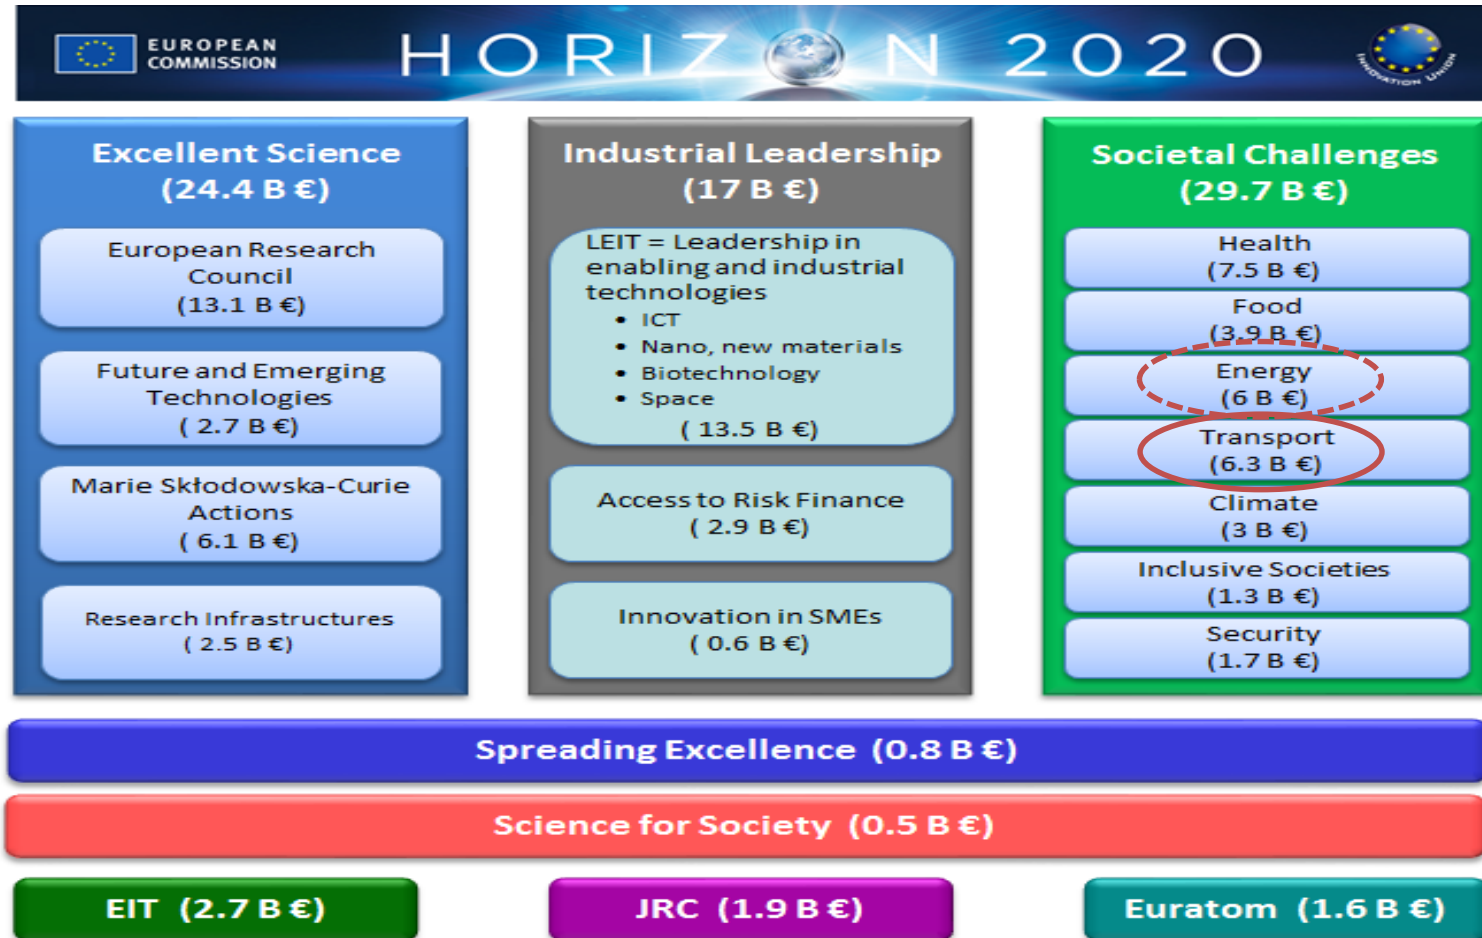 EUROPEAN
COMMISSION
HORIZON 2020
INNOVATION UNION
Excellent Science
(24.4 B €)
European Research
Council
(13.1 B €)
Future and Emerging
Technologies
( 2.7 B €)
Marie Skłodowska-Curie
Actions
( 6.1 B €)
Research Infrastructures
( 2.5 B €)
Industrial Leadership
(17 B €)
LEIT = Leadership in
enabling and industrial
technologies
• ICT
• Nano, new materials
• Biotechnology
• Space
( 13.5 B €)
Access to Risk Finance
( 2.9 B €)
Innovation in SMEs
( 0.6 B €)
Societal Challenges
(29.7 B €)
Health
(7.5 B €)
Food
(3.9 B €)
Energy
(6 B €)
Transport
(6.3 B €)
Climate
(3 B €)
Inclusive Societies
(1.3 B €)
Security
(1.7 B €)
Spreading Excellence (0.8 B €)
Science for Society (0.5 B €)
EIT (2.7 B €)
JRC (1.9 B €)
Euratom (1.6 B €)